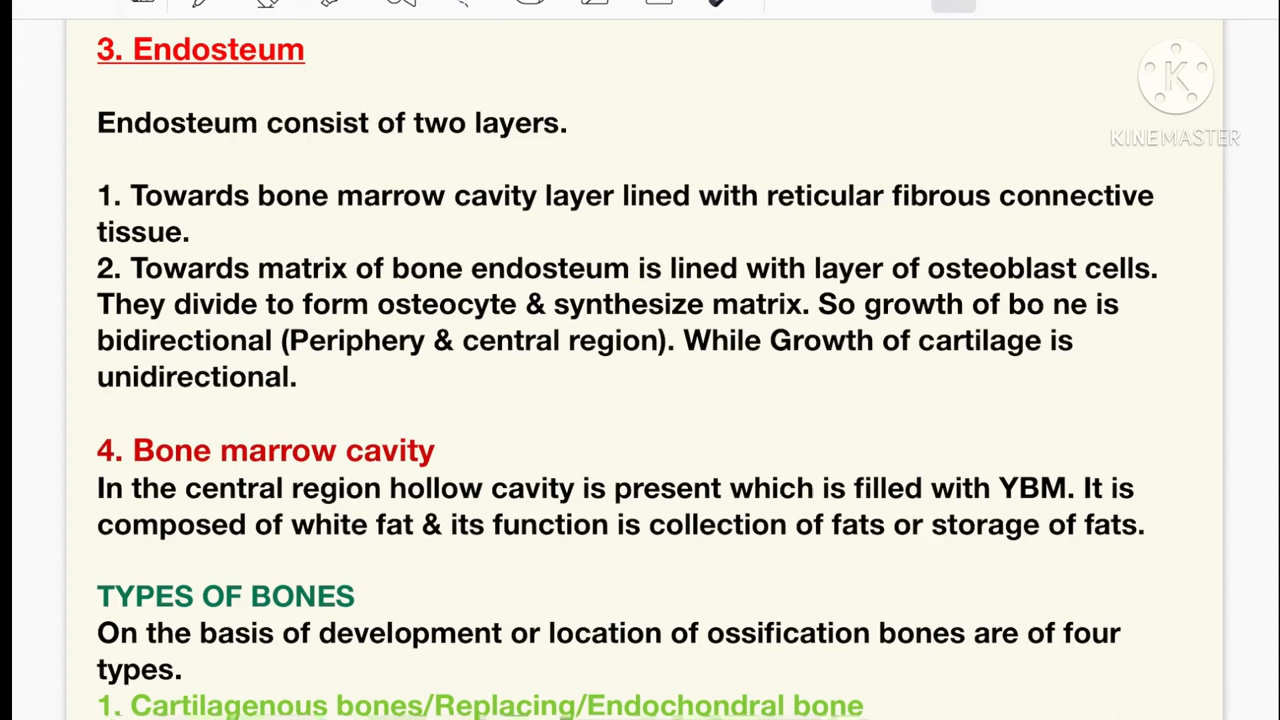 3. Endosteum
K
KINEMASTER
Endosteum consist of two layers.
1. Towards bone marrow cavity layer lined with reticular fibrous connective
tissue.
2. Towards matrix of bone endosteum is lined with layer of osteoblast cells.
They divide to form osteocyte & synthesize matrix. So growth of bo ne is
bidirectional (Periphery & central region). While Growth of cartilage is
unidirectional.
4. Bone marrow cavity
In the central region hollow cavity is present which is filled with YBM. It is
composed of white fat & its function is collection of fats or storage of fats.
TYPES OF BONES
On the basis of development or location of ossification bones are of four
types.
1. Cartilagenous bones/Replacing/Endochondral bone